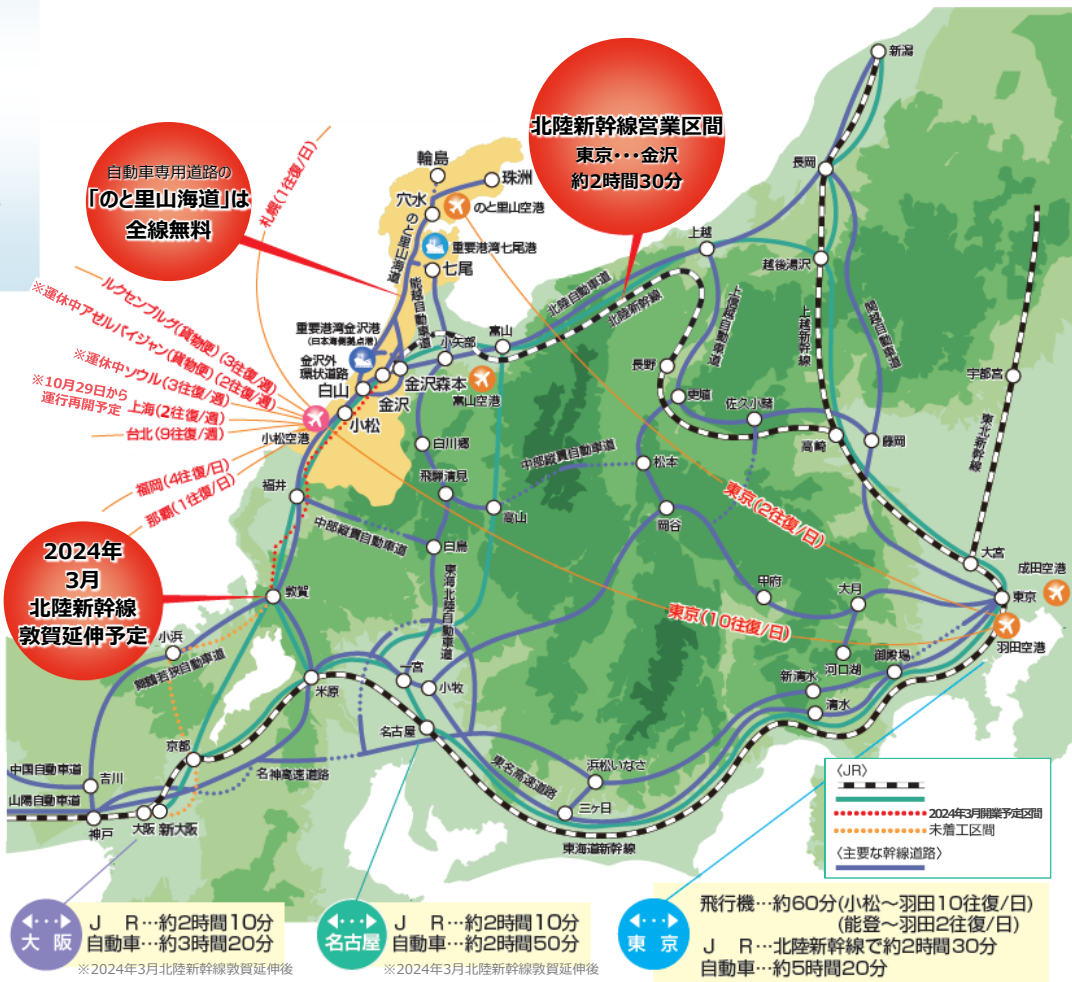 自動車専用道路の
「のと里山海道」は
全線無料
北陸新幹線営業区間
東京･･･金沢
約2時間30分
新潟
長岡
輪島
珠洲
穴水
のと里山空港
重要港湾七尾港
七尾
のと里山海道
能越自動車道
札幌(1往復/日)
上越
越後湯沢
北陸自動車道
北陸新幹線
上信越自動車道
上越新幹線
関越自動車道
宇都宮
東北新幹線
ルクセンブルグ(貨物便)(3往復/週)
※運休中アゼルバイジャン(貨物便)(2往復/週)
※運休中ソウル(3往復/週)
※10月29日から
運行再開予定
上海(2往復/週)
台北(9往復/週)
福岡(4往復/日)
那覇(1往復/日)
重要港湾金沢港
(日本海側拠点港)
金沢外
環状道路
白山
金沢
金沢森本
小松
小松空港
小矢部
富山
富山空港
長野
更埴
佐久小諸
高崎
藤岡
白川郷
飛騨清見
高山
中部縦貫自動車道
松本
岡谷
福井
中部縦貫自動車道
白鳥
東海北陸自動車道
東京(2往復/日)
東京(10往復/日)
甲府
大月
河口湖
御殿場
大宮
東京
成田空港
羽田空港
2024年
3月
北陸新幹線
敦賀延伸予定
敦賀
小浜
舞鶴若狭自動車道
米原
一宮
小牧
名古屋
新清水
清水
京都
名神高速道路
東名高速道路
浜松いなさ
三ヶ日
東海道新幹線
中国自動車道
吉川
山陽自動車道
神戸
大阪
新大阪
〈JR〉
2024年3月開業予定区間
未着工区間
〈主要な幹線道路〉
大阪
J R…約2時間10分
自動車…約3時間20分
※2024年3月北陸新幹線敦賀延伸後
名古屋
J R…約2時間10分
自動車…約2時間50分
※2024年3月北陸新幹線敦賀延伸後
東京
飛行機…約60分(小松～羽田10往復/日)
(能登～羽田2往復/日)
J R…北陸新幹線で約2時間30分
自動車…約5時間20分